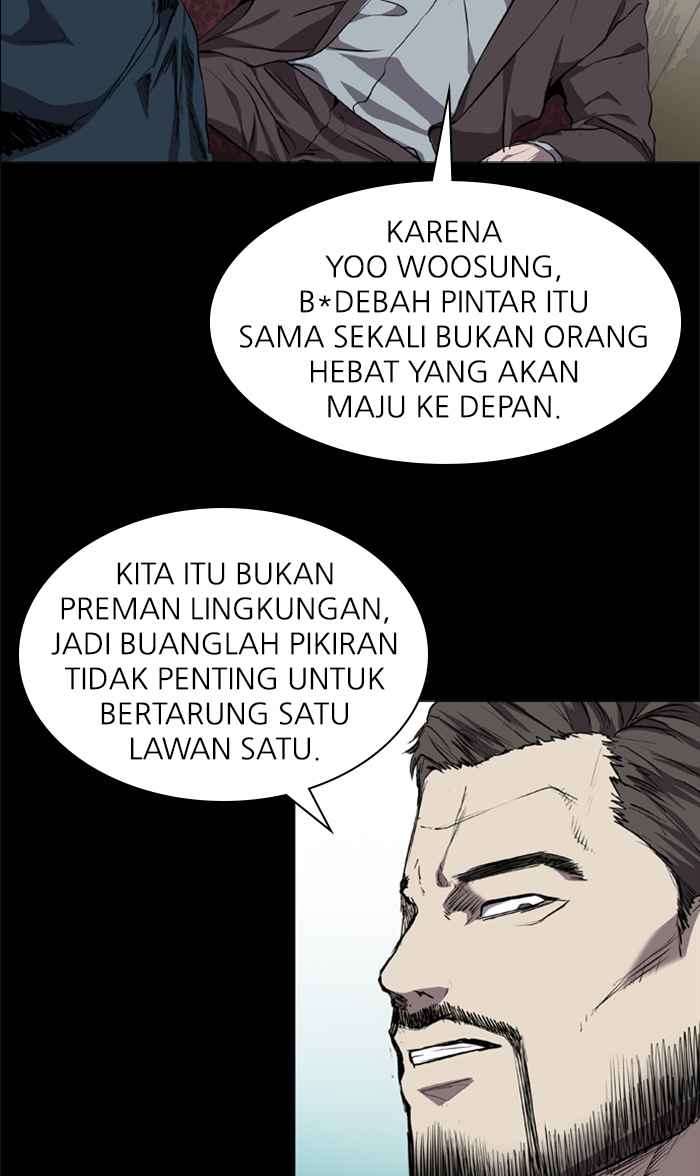 KARENA
YOO WOOSUNG,
B*DEBAH PINTAR ITU
SAMA SEKALI BUKAN ORANG
HEBAT YANG AKAN
MAJU KE DEPAN.
KITA ITU BUKAN
PREMAN LINGKUNGAN,
JADI BUANGLAH PIKIRAN
TIDAK PENTING UNTUK
BERTARUNG SATU
LAWAN SATU.